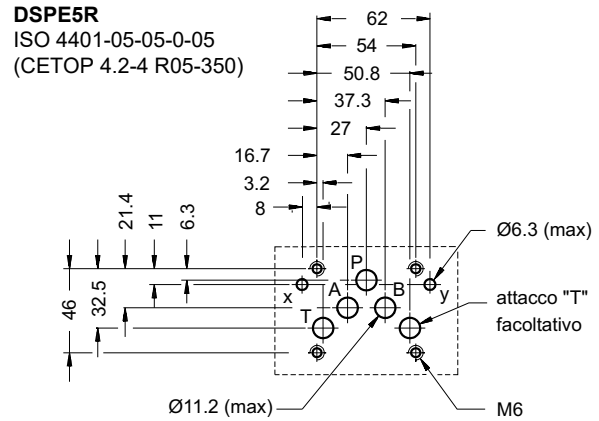 DSPE5R
ISO 4401-05-05-0-05
(CETOP 4.2-4 R05-350)
62
54
50.8
37.3
27
16.7
3.2
8
21.4
11
6.3
46
32.5
P
A
B
T
x
y
Ø6.3 (max)
attacco "T"
facoltativo
Ø11.2 (max)
M6